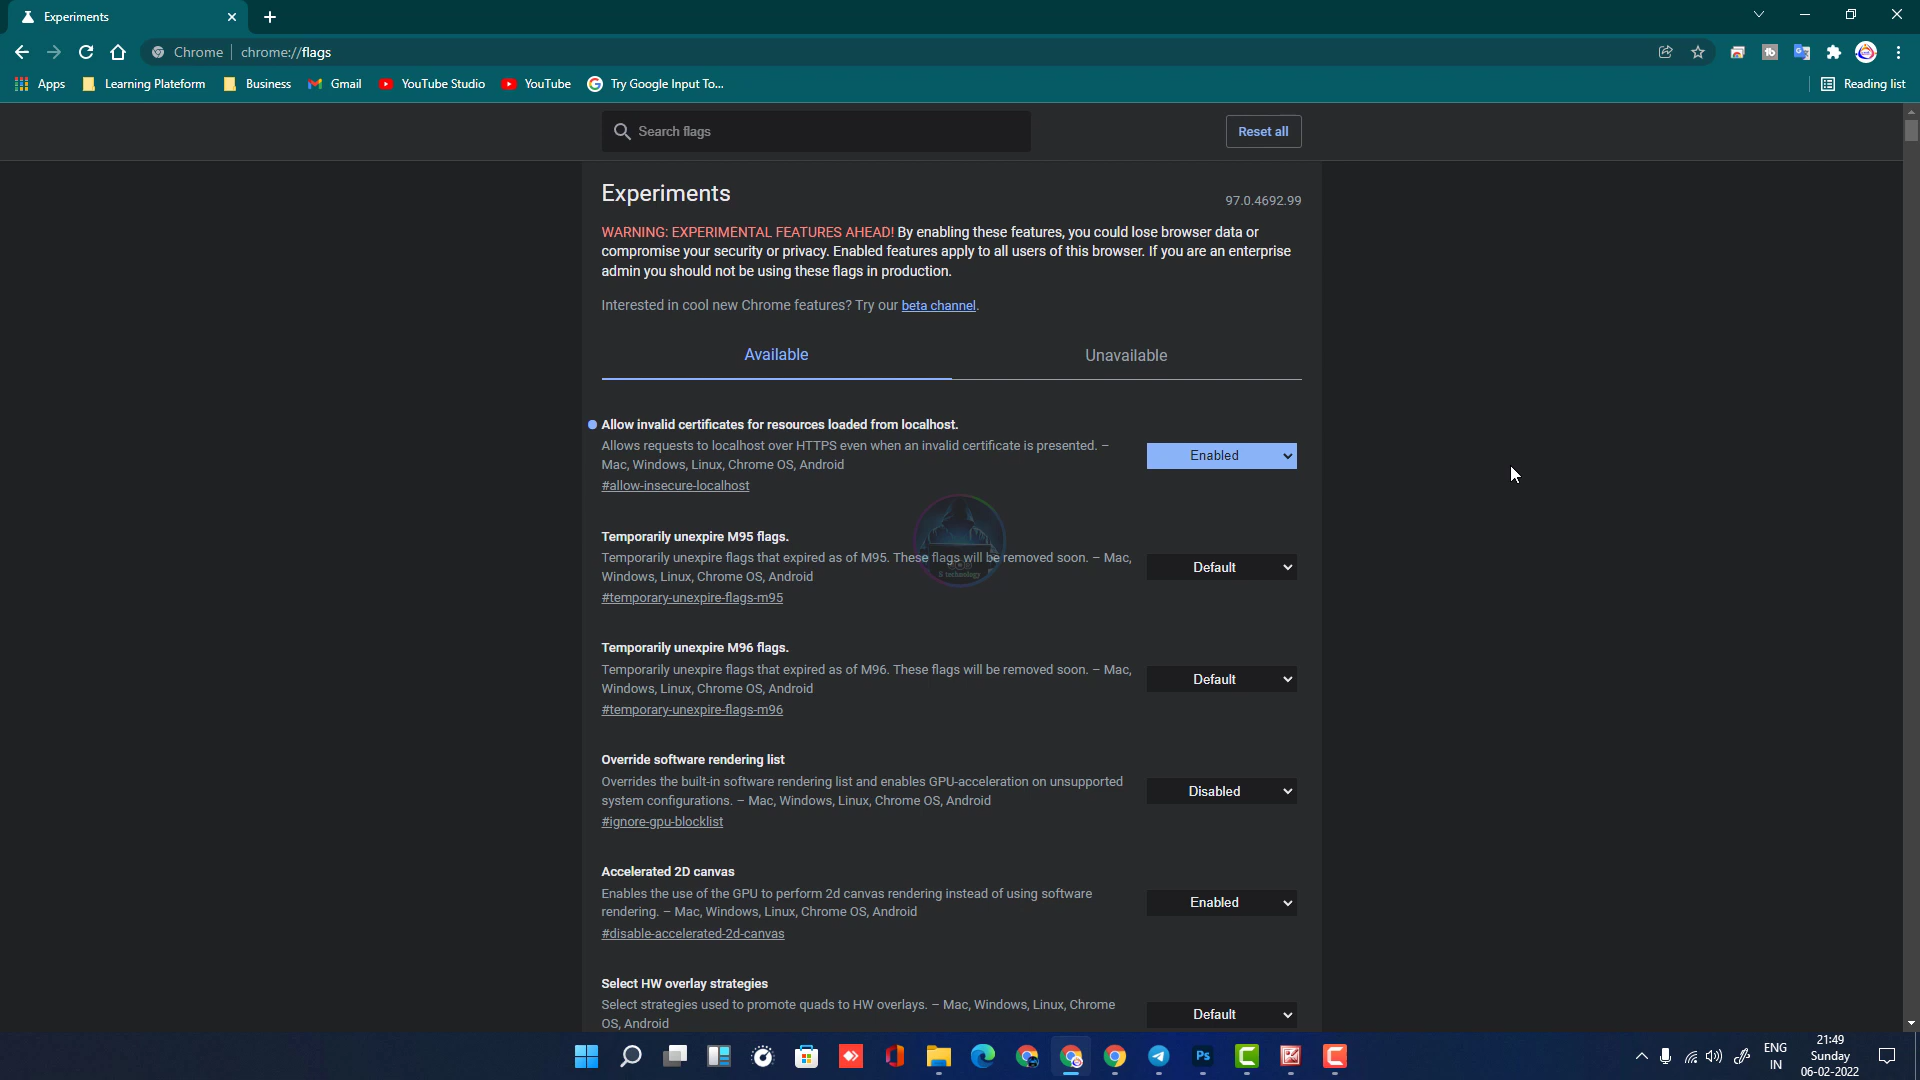 Experiments
Chrome | chrome://flags
Apps Learning Plateform Business Gmail YouTube Studio YouTube Try Google Input To... Reading list
Search flags
Reset all
Experiments
97.0.4692.99
WARNING: EXPERIMENTAL FEATURES AHEAD! By enabling these features, you could lose browser data or
compromise your security or privacy. Enabled features apply to all users of this browser. If you are an enterprise
admin you should not be using these flags in production.
Interested in cool new Chrome features? Try our beta channel.
Available Unavailable
Allow invalid certificates for resources loaded from localhost.
Allows requests to localhost over HTTPS even when an invalid certificate is presented. –
Mac, Windows, Linux, Chrome OS, Android
#allow-insecure-localhost
Enabled
Temporarily unexpire M95 flags.
Temporarily unexpire flags that expired as of M95. These flags will be removed soon. – Mac,
Windows, Linux, Chrome OS, Android
#temporary-unexpire-flags-m95
Default
Temporarily unexpire M96 flags.
Temporarily unexpire flags that expired as of M96. These flags will be removed soon. – Mac,
Windows, Linux, Chrome OS, Android
#temporary-unexpire-flags-m96
Default
Override software rendering list
Overrides the built-in software rendering list and enables GPU-acceleration on unsupported
system configurations. – Mac, Windows, Linux, Chrome OS, Android
#ignore-gpu-blocklist
Disabled
Accelerated 2D canvas
Enables the use of the GPU to perform 2d canvas rendering instead of using software
rendering. – Mac, Windows, Linux, Chrome OS, Android
#disable-accelerated-2d-canvas
Enabled
Select HW overlay strategies
Select strategies used to promote quads to HW overlays. – Mac, Windows, Linux, Chrome
OS, Android
Default
Ps
ENG
IN
21:49
Sunday
06-02-2022